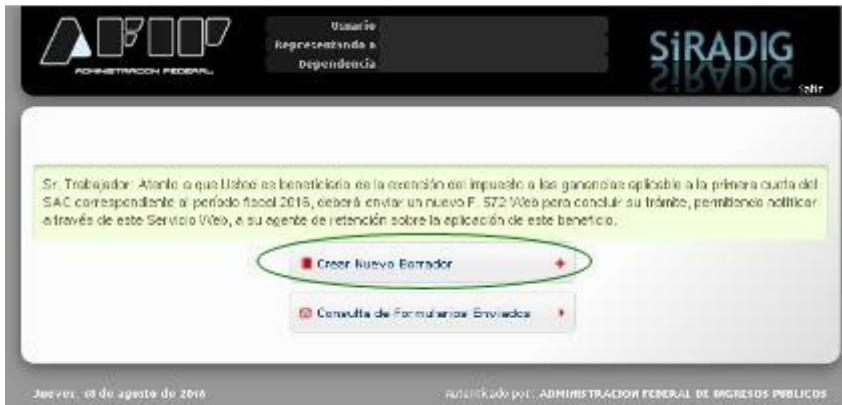 AFIP
ADMINISTRACION FEDERAL
Usuario
Representando a
Dependencia
SiRADIG
Salir
Sr. Trabajador: Atento a que Usted es beneficiario de la exención del impuesto a las ganancias aplicable a la primera cuota del
SAC correspondiente al período fiscal 2016, deberá enviar un nuevo F. 572 Web para concluir su trámite, permitiendo notificar
a través de este Servicio Web, a su agente de retención sobre la aplicación de este beneficio.
Crear Nuevo Borrador
Consulta de Formularios Enviados
Jueves, de agosto de 2016
Autenticado por: ADMINISTRACION FEDERAL DE INGRESOS PUBLICOS